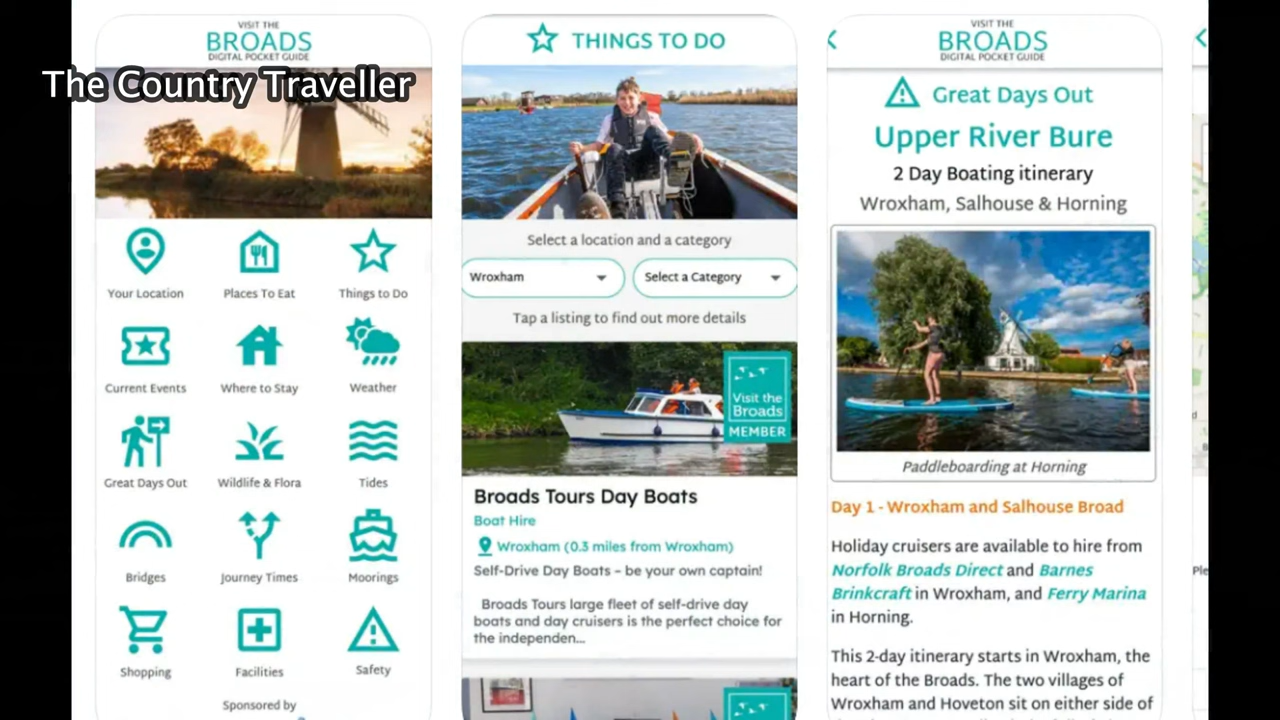 The Country Traveller
VISIT THE
BROADS
DIGITAL POCKET GUIDE
Your Location
Places To Eat
Things to Do
Current Events
Where to Stay
Weather
Great Days Out
Wildlife & Flora
Tides
Bridges
Journey Times
Moorings
Shopping
Facilities
Safety
Sponsored by
THINGS TO DO
Select a location and a category
Wroxham
Select a Category
Tap a listing to find out more details
Visit the
Broads
MEMBER
Broads Tours Day Boats
Boat Hire
Wroxham (0.3 miles from Wroxham)
Self-Drive Day Boats – be your own captain!
Broads Tours large fleet of self-drive day
boats and day cruisers is the perfect choice for
the independen...
VISIT THE
BROADS
DIGITAL POCKET GUIDE
Great Days Out
Upper River Bure
2 Day Boating itinerary
Wroxham, Salhouse & Horning
Paddleboarding at Horning
Day 1 - Wroxham and Salhouse Broad
Holiday cruisers are available to hire from
Norfolk Broads Direct and Barnes
Brinkcraft in Wroxham, and Ferry Marina
in Horning.
This 2-day itinerary starts in Wroxham, the
heart of the Broads. The two villages of
Wroxham and Hoveton sit on either side of